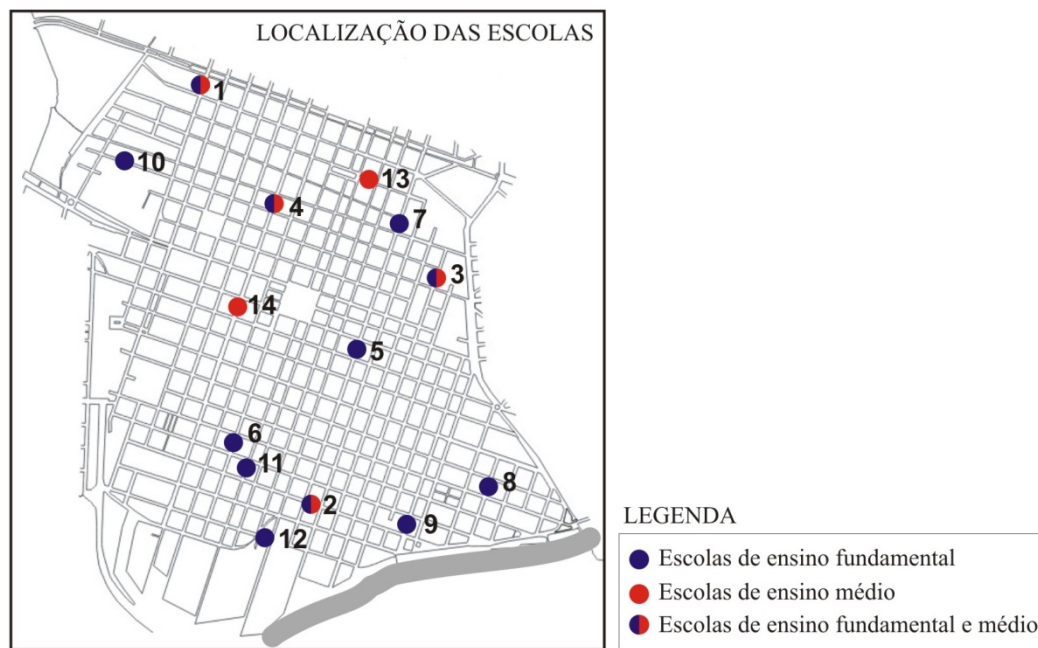 LOCALIZAÇÃO DAS ESCOLAS
1
10
13
4
7
3
14
5
6
11
8
2
9
12
LEGENDA
Escolas de ensino fundamental
Escolas de ensino médio
Escolas de ensino fundamental e médio